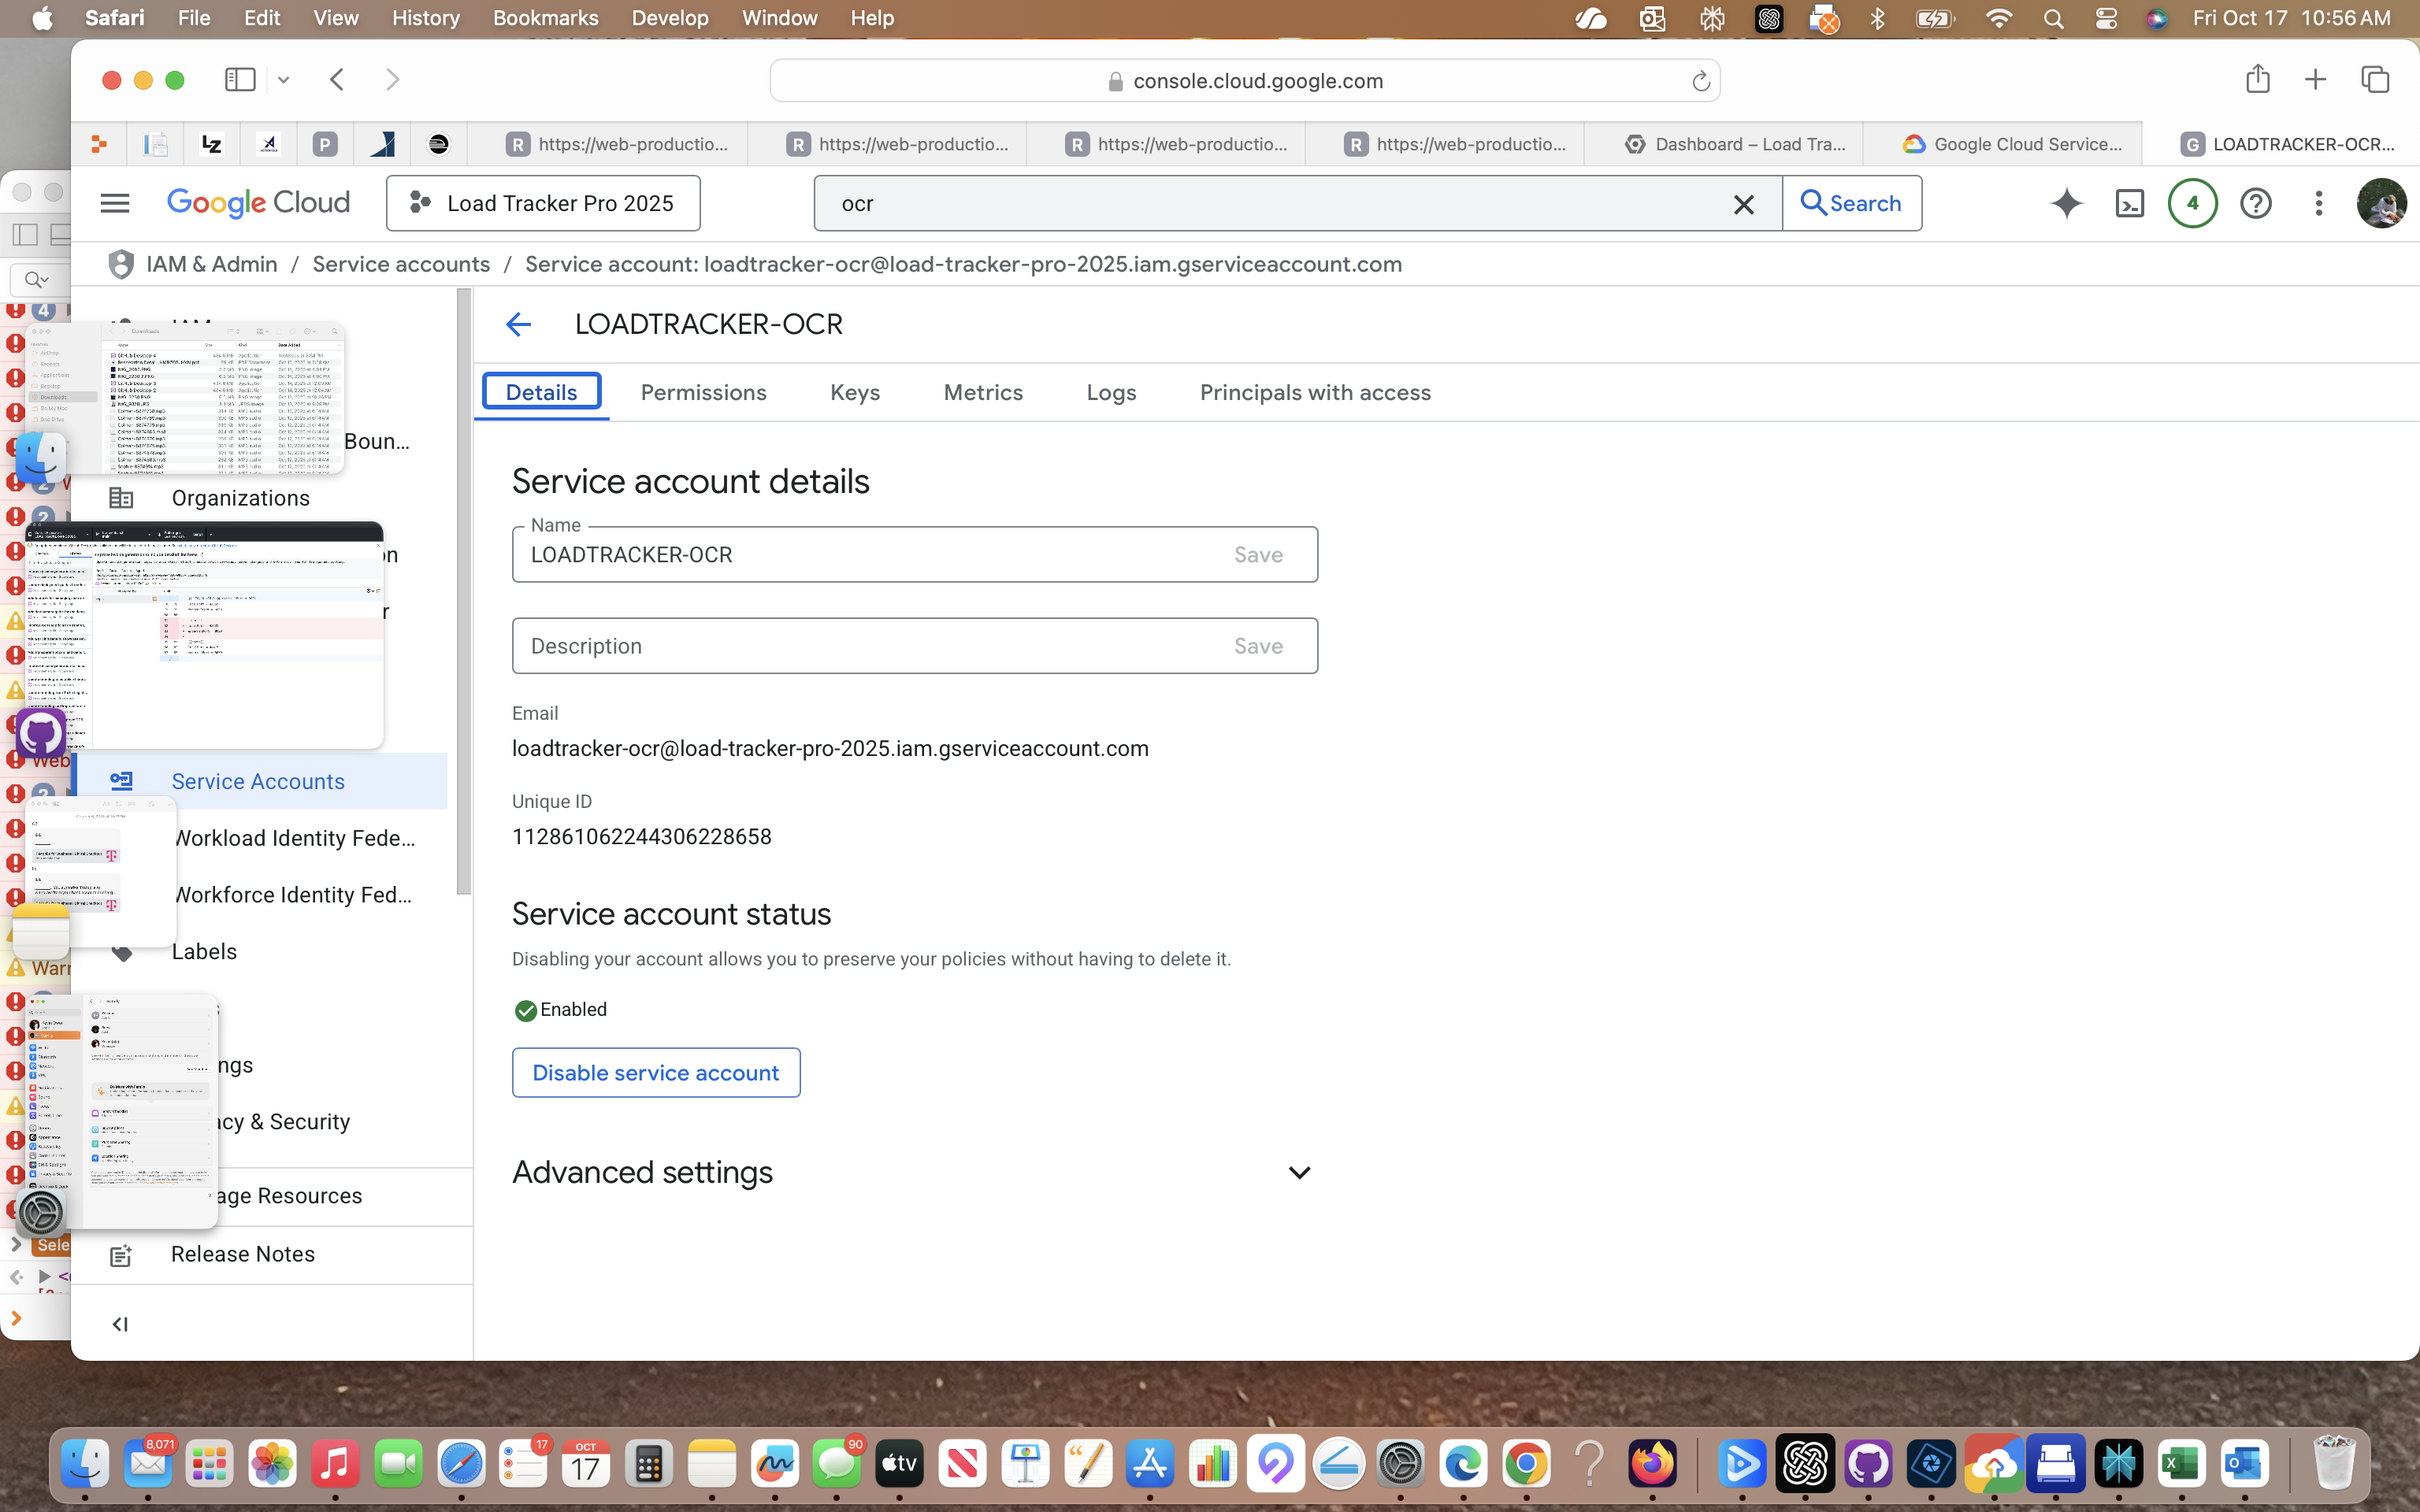 Safari File Edit View History Bookmarks Develop Window Help Fri Oct 17 10:56 AM
console.cloud.google.com
LZ P R https://web-productio... R https://web-productio... R https://web-productio... R https://web-productio... Dashboard – Load Tra... Google Cloud Service... G LOADTRACKER-OCR...
Google Cloud Load Tracker Pro 2025 ocr Search 4
IAM & Admin / Service accounts / Service account: loadtracker-ocr@load-tracker-pro-2025.iam.gserviceaccount.com
LOADTRACKER-OCR
Details Permissions Keys Metrics Logs Principals with access
Boun...
Organizations
Service Accounts
Workload Identity Fede...
Workforce Identity Fed...
Labels
ngs
acy & Security
age Resources
Release Notes
Service account details
Name
LOADTRACKER-OCR Save
Description Save
Email
loadtracker-ocr@load-tracker-pro-2025.iam.gserviceaccount.com
Unique ID
112861062244306228658
Service account status
Disabling your account allows you to preserve your policies without having to delete it.
Enabled
Disable service account
Advanced settings
Web
Warr
Sele
8,071 17 OCT 17 90 tv